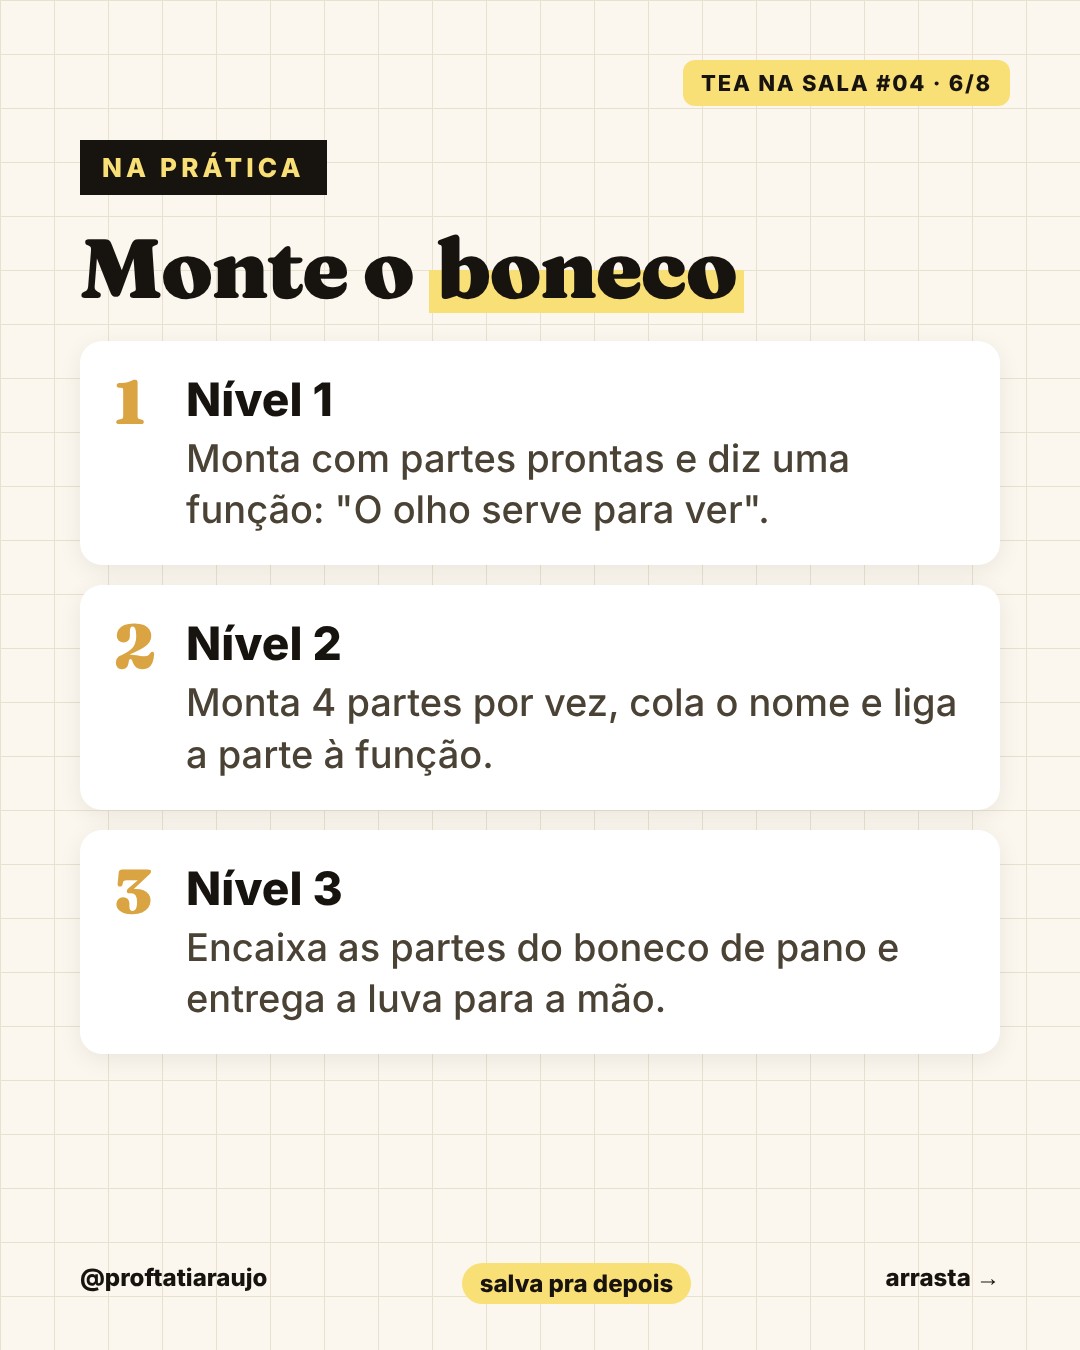 TEA NA SALA #04 · 6/8
NA PRÁTICA
Monte o boneco
1 Nível 1
Monta com partes prontas e diz uma
função: "O olho serve para ver".
2 Nível 2
Monta 4 partes por vez, cola o nome e liga
a parte à função.
3 Nível 3
Encaixa as partes do boneco de pano e
entrega a luva para a mão.
@proftatiaraujo salva pra depois arrasta →